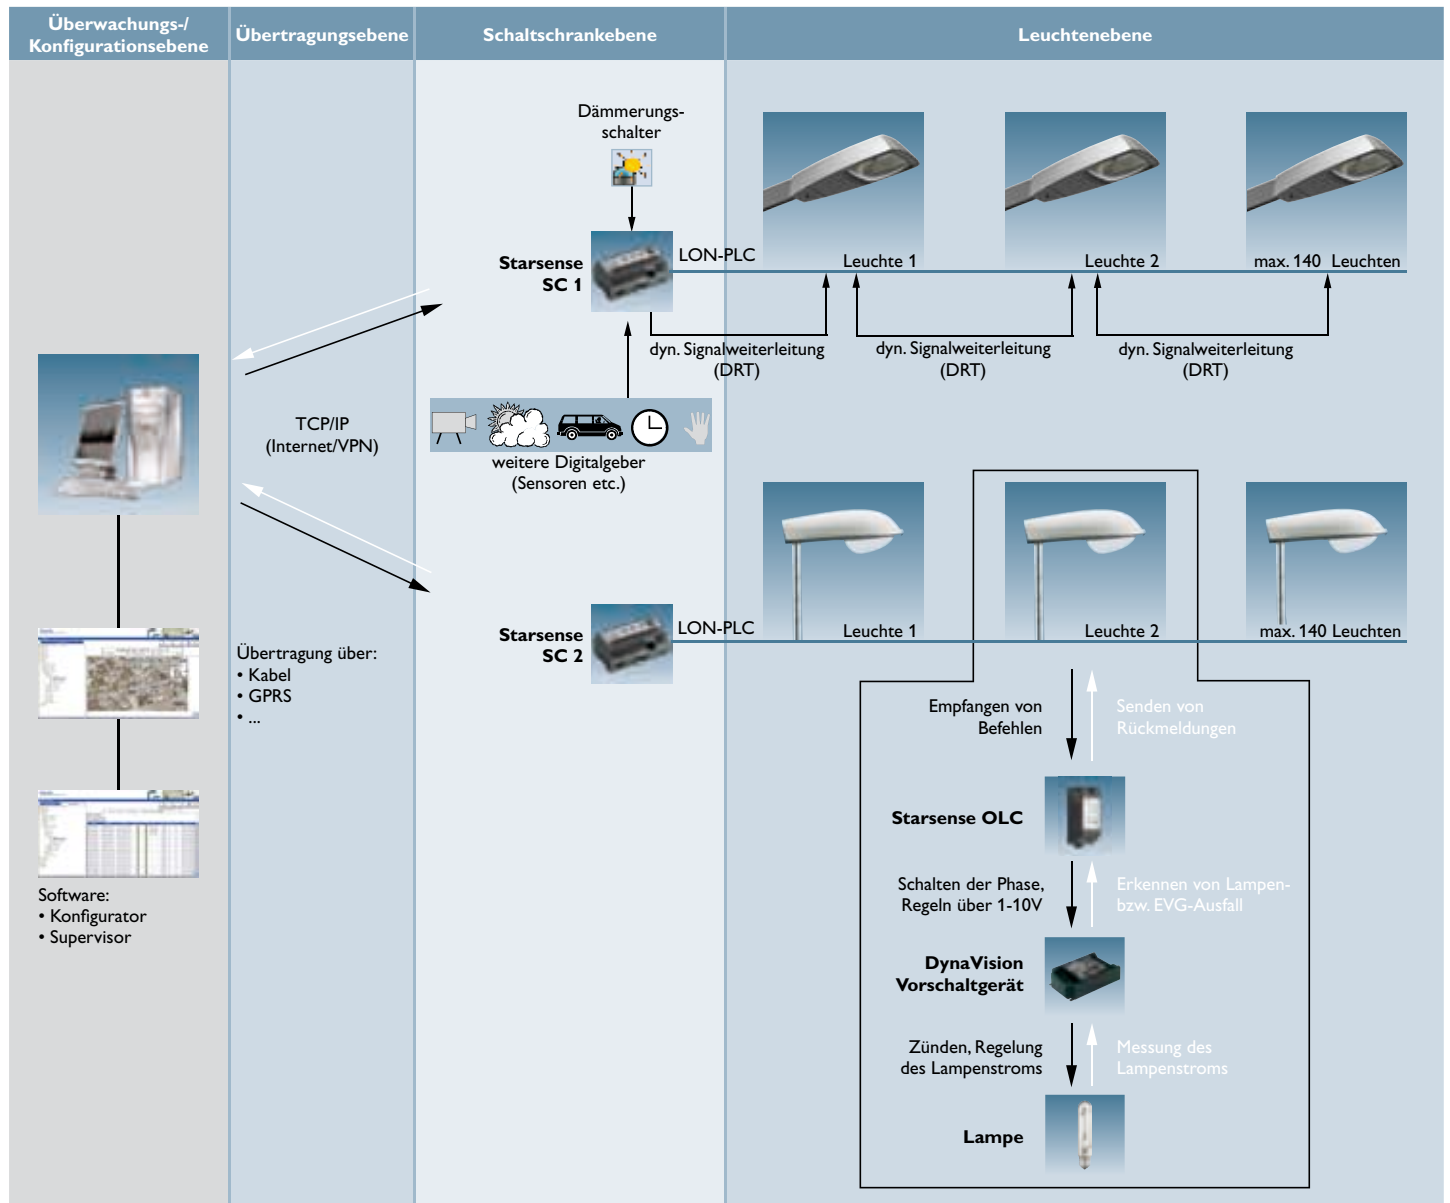 Überwachungs-/
Konfigurationsebene
Übertragungsebene
Schaltschrankebene
Leuchtenebene
Dämmerungs-
schalter
Starsense
SC 1
LON-PLC
Leuchte 1
Leuchte 2
max. 140 Leuchten
dyn. Signalweiterleitung
(DRT)
dyn. Signalweiterleitung
(DRT)
dyn. Signalweiterleitung
(DRT)
TCP/IP
(Internet/VPN)
weitere Digitalgeber
(Sensoren etc.)
Starsense
SC 2
LON-PLC
Leuchte 1
Leuchte 2
max. 140 Leuchten
Übertragung über:
• Kabel
• GPRS
• ...
Empfangen von
Befehlen
Senden von
Rückmeldungen
Starsense OLC
Schalten der Phase,
Regeln über 1-10V
Erkennen von Lampen-
bzw. EVG-Ausfall
Software:
• Konfigurator
• Supervisor
DynaVision
Vorschaltgerät
Zünden, Regelung
des Lampenstroms
Messung des
Lampenstroms
Lampe